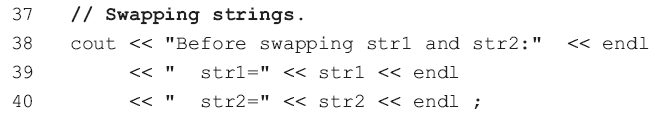 37 // Swapping strings.
38 cout << "Before swapping str1 and str2:"  << endl
39      << "  str1=" << str1 << endl
40      << "  str2=" << str2 << endl ;